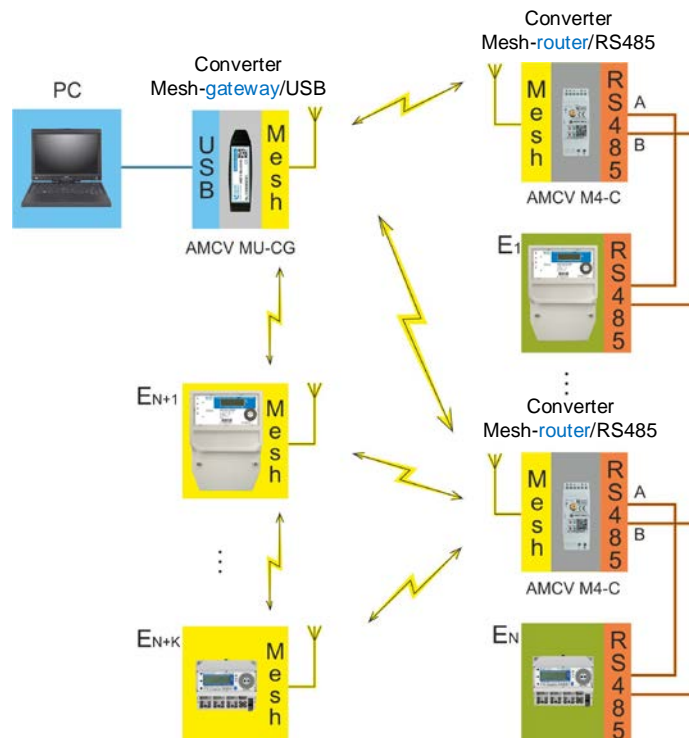 Converter
Mesh-router/RS485
Converter
Mesh-gateway/USB
PC
USB
Mesh
AMCV MU-CG
Mesh
RS485
A
B
AMCV M4-C
E1
RS485
⋮
EN+1
Mesh
Converter
Mesh-router/RS485
Mesh
RS485
A
B
AMCV M4-C
⋮
EN+K
Mesh
EN
RS485